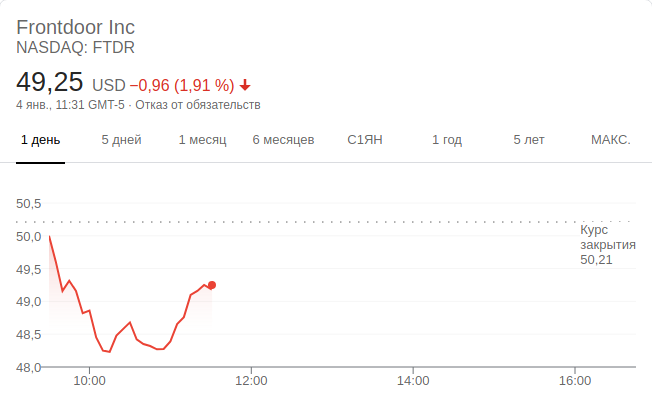 Frontdoor Inc
NASDAQ: FTDR
49,25 USD −0,96 (1,91 %)
4 янв., 11:31 GMT-5 · Отказ от обязательств
1 день 5 дней 1 месяц 6 месяцев С1ЯН 1 год 5 лет МАКС.
50,5
50,0
49,5
49,0
48,5
48,0
Курс
закрытия
50,21
10:00 12:00 14:00 16:00